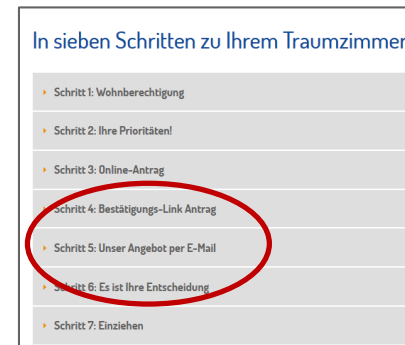 In sieben Schritten zu Ihrem Traumzimmer
Schritt 1: Wohnberechtigung
Schritt 2: Ihre Prioritäten!
Schritt 3: Online-Antrag
Schritt 4: Bestätigungs-Link Antrag
Schritt 5: Unser Angebot per E-Mail
Schritt 6: Es ist Ihre Entscheidung
Schritt 7: Einziehen